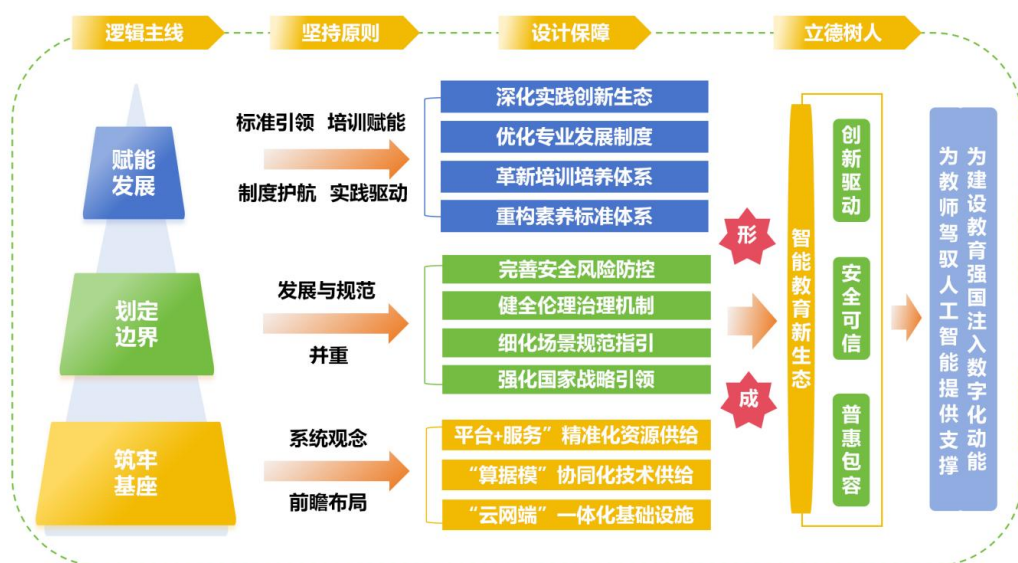 逻辑主线
坚持原则
设计保障
立德树人
赋能
发展
标准引领 培训赋能
制度护航 实践驱动
深化实践创新生态
优化专业发展制度
革新培训培养体系
重构素养标准体系
划定
边界
发展与规范
并重
完善安全风险防控
健全伦理治理机制
细化场景规范指引
强化国家战略引领
筑牢
基座
系统观念
前瞻布局
平台+服务”精准化资源供给
“算据模”协同化技术供给
“云网端”一体化基础设施
形
成
智能教育新生态
创新驱动
安全可信
普惠包容
为建设教育强国注入数字化动能
为教师驾驭人工智能提供支撑